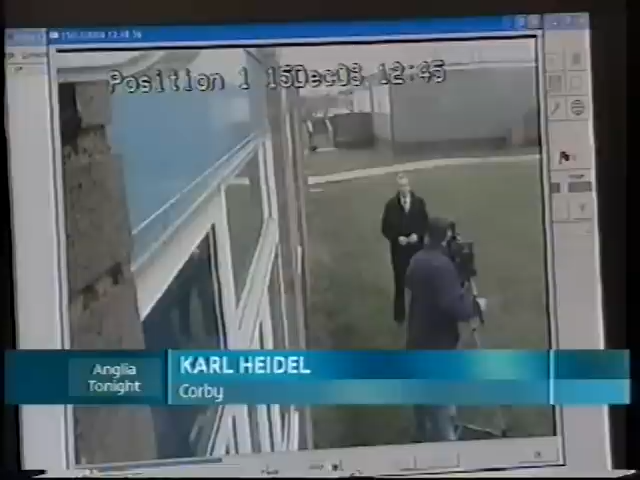 Position 1 15Dec08 12:45
Anglia
Tonight
KARL HEIDEL
Corby